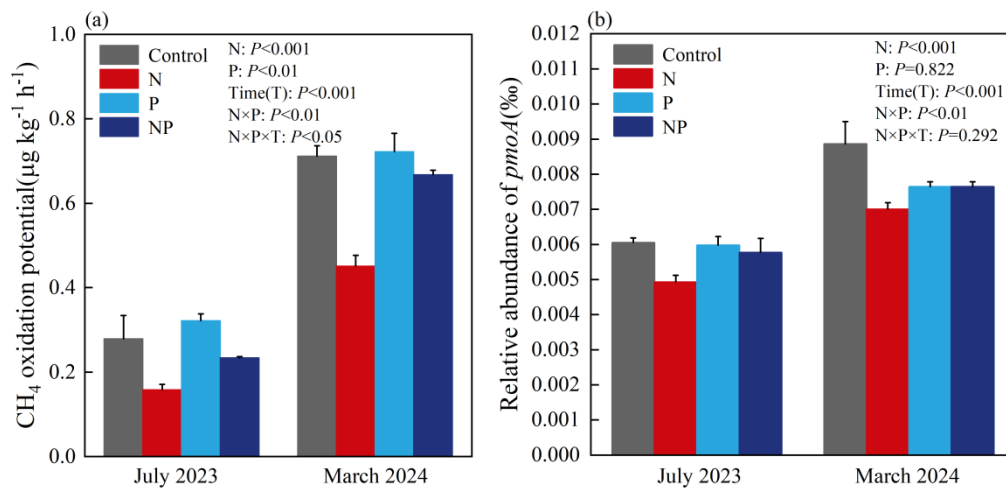 (a)
CH4 oxidation potential(μg kg-1 h-1)
1.0
0.8
0.6
0.4
0.2
0.0
Control
N
P
NP
N: P<0.001
P: P<0.01
Time(T): P<0.001
N×P: P<0.01
N×P×T: P<0.05
July 2023
March 2024
(b)
Relative abundance of pmoA(‰)
0.012
0.011
0.010
0.009
0.008
0.007
0.006
0.005
0.004
0.003
0.002
0.001
0.000
Control
N
P
NP
N: P<0.001
P: P=0.822
Time(T): P<0.001
N×P: P<0.01
N×P×T: P=0.292
July 2023
March 2024